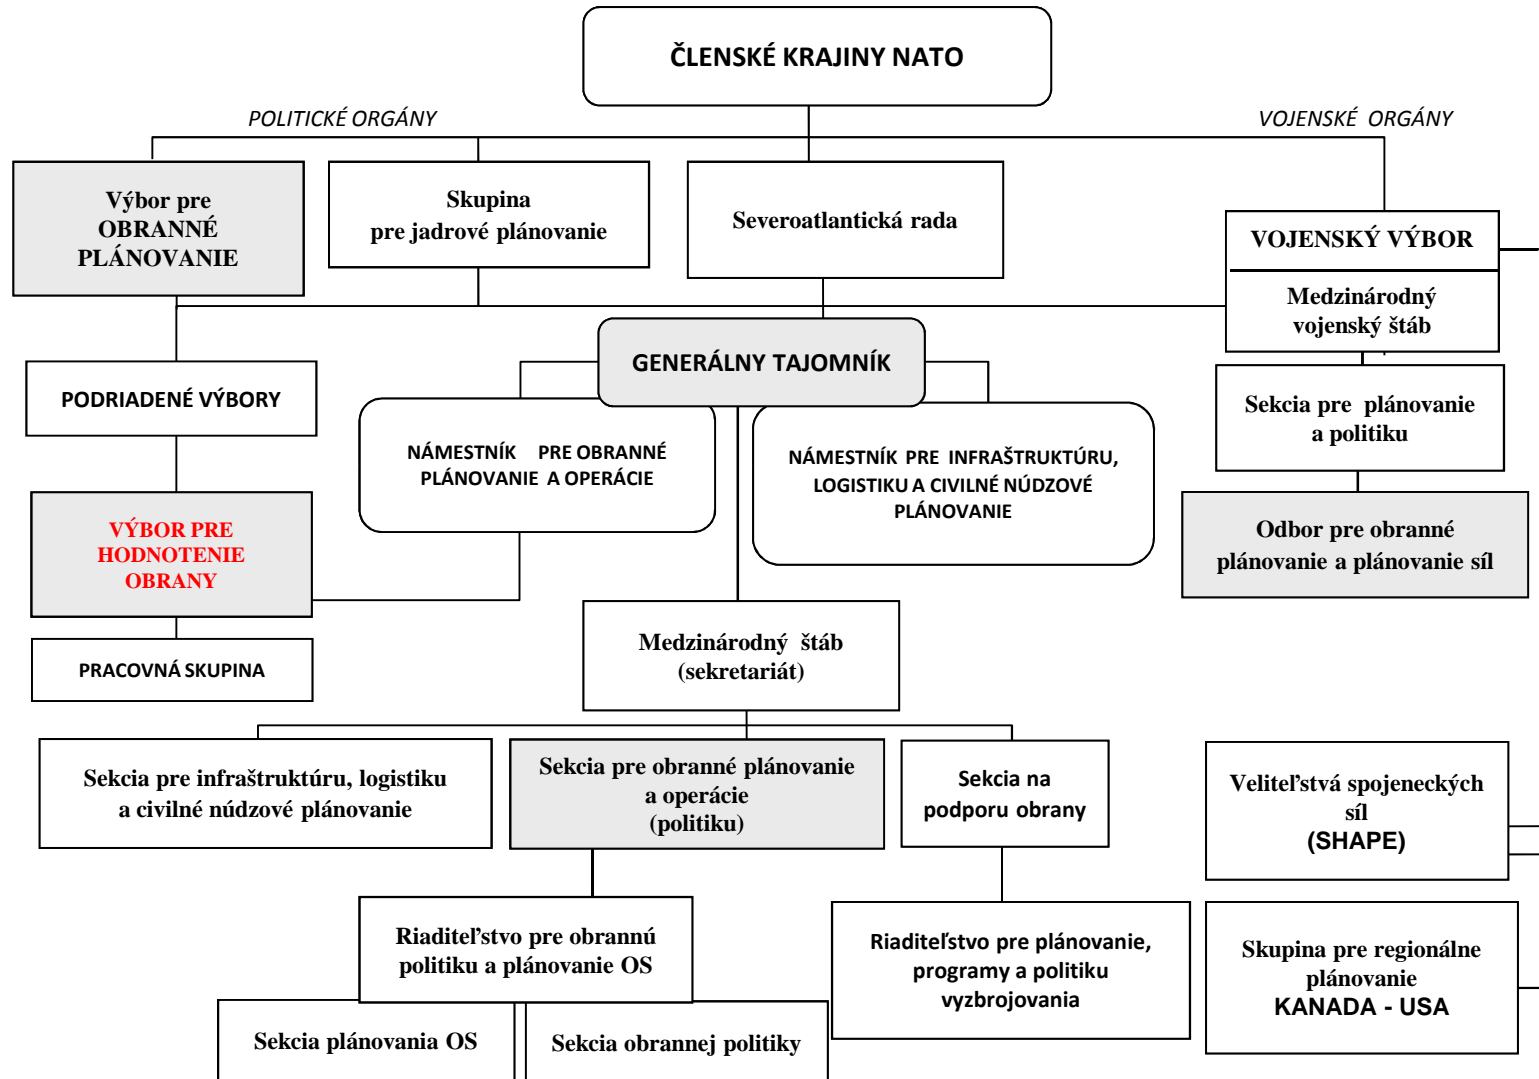 ČLENSKÉ KRAJINY NATO
POLITICKÉ ORGÁNY
VOJENSKÉ ORGÁNY
Výbor pre
OBRANNÉ
PLÁNOVANIE
Skupina
pre jadrové plánovanie
Severoatlantická rada
VOJENSKÝ VÝBOR
Medzinárodný
vojenský štáb
GENERÁLNY TAJOMNÍK
PODRIADENÉ VÝBORY
NÁMESTNÍK PRE OBRANNÉ
PLÁNOVANIE A OPERÁCIE
NÁMESTNÍK PRE INFRAŠTRUKTÚRU,
LOGISTIKU A CIVILNÉ NÚDZOVÉ
PLÁNOVANIE
Sekcia pre plánovanie
a politiku
VÝBOR PRE
HODNOTENIE
OBRANY
Odbor pre obranné
plánovanie a plánovanie síl
PRACOVNÁ SKUPINA
Medzinárodný štáb
(sekretariát)
Sekcia pre infraštruktúru, logistiku
a civilné núdzové plánovanie
Sekcia pre obranné plánovanie
a operácie
(politiku)
Sekcia na
podporu obrany
Veliteľstvá spojeneckých
síl
(SHAPE)
Riaditeľstvo pre obrannú
politiku a plánovanie OS
Riaditeľstvo pre plánovanie,
programy a politiku
vyzbrojovania
Skupina pre regionálne
plánovanie
KANADA - USA
Sekcia plánovania OS
Sekcia obrannej politiky